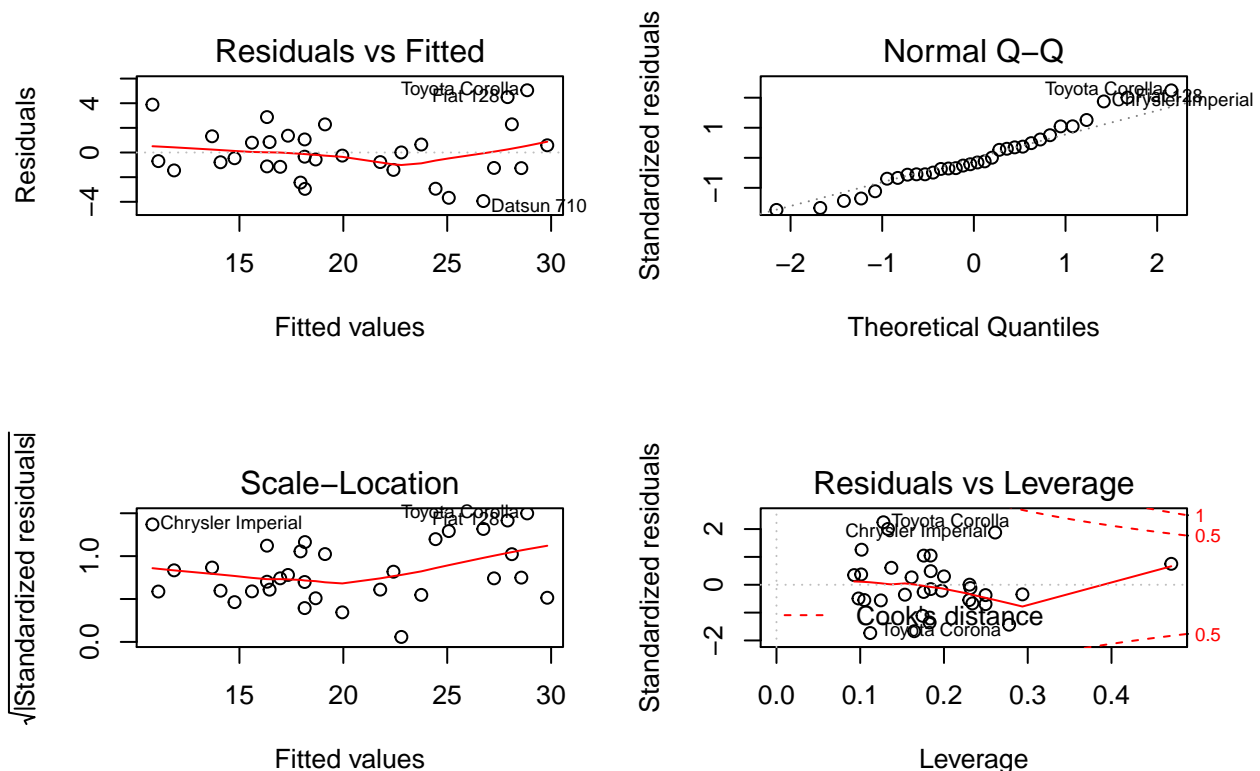 Residuals vs Fitted
Residuals
4
0
−4
Toyota Corolla
Fiat 128
Datsun 710
15 20 25 30
Fitted values
Normal Q−Q
Standardized residuals
1
−1
Toyota Corolla
Fiat 128
Chrysler Imperial
−2 −1 0 1 2
Theoretical Quantiles
Scale−Location
√|Standardized residuals|
1.0
0.0
Chrysler Imperial
Toyota Corolla
Fiat 128
15 20 25 30
Fitted values
Residuals vs Leverage
Standardized residuals
2
0
−2
Toyota Corolla
Chrysler Imperial
Cook's distance
Toyota Corona
1
0.5
0.5
0.0 0.1 0.2 0.3 0.4
Leverage